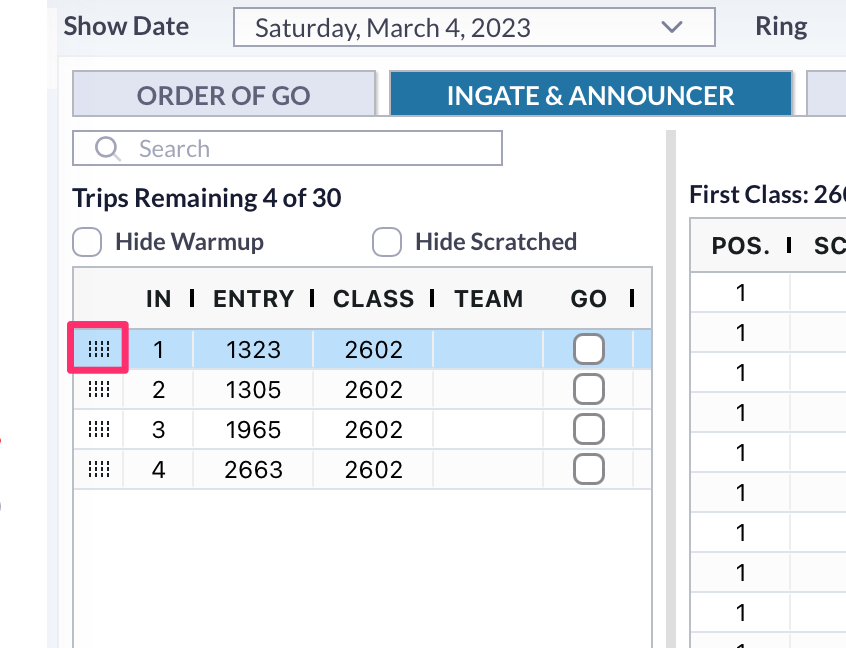 Show Date Saturday, March 4, 2023 Ring
ORDER OF GO INGATE & ANNOUNCER
Search
Trips Remaining 4 of 30
First Class: 260
Hide Warmup Hide Scratched
POS. SC
IN ENTRY CLASS TEAM GO
1
1 1323 2602
1
2 1305 2602
1
1
3 1965 2602
1
4 2663 2602
1
1
1
1